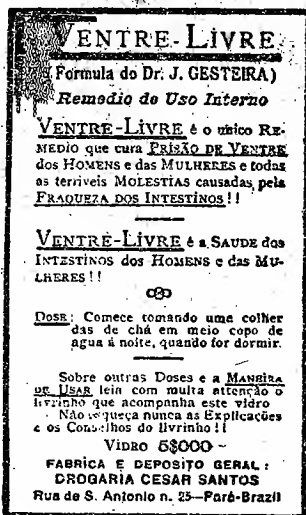 VENTRE-LIVRE
(Formula do Dr. J. GESTEIRA)
Remedio de Uso Interno
VENTRE-LIVRE é o unico RE-
MEDIO que cura PRISÃO DE VENTRE
dos HOMENS e das MULHERES e todas
as terriveis MOLESTIAS causadas pela
FRAQUEZA DOS INTESTINOS!!
VENTRE-LIVRE é a SAUDE dos
INTESTINOS dos HOMENS e das MU-
LHERES!!
DOSE: Comece tomando uma colher
das de chá em meio copo de
agua á noite, quando for dormir.
Sobre outras Doses e a MANEIRA
DE USAR leia com muita attenção o
livrinho que acompanha este vidro
Não esqueça nunca as Explicações
e os Conselhos do livrinho!!
VIDRO 5$000
FABRICA E DEPOSITO GERAL:
DROGARIA CESAR SANTOS
Rua de S. Antonio n. 25—Pará-Brazil